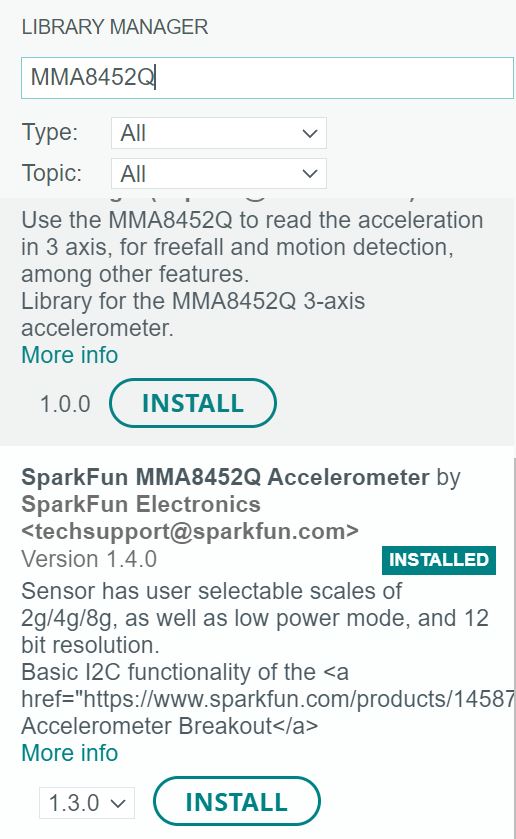 LIBRARY MANAGER
MMA8452Q
Type: All
Topic: All
Use the MMA8452Q to read the acceleration
in 3 axis, for freefall and motion detection,
among other features.
Library for the MMA8452Q 3-axis
accelerometer.
More info
1.0.0 INSTALL
SparkFun MMA8452Q Accelerometer by
SparkFun Electronics
<techsupport@sparkfun.com>
Version 1.4.0 INSTALLED
Sensor has user selectable scales of
2g/4g/8g, as well as low power mode, and 12
bit resolution.
Basic I2C functionality of the <a
href="https://www.sparkfun.com/products/14587
Accelerometer Breakout</a>
More info
1.3.0 INSTALL